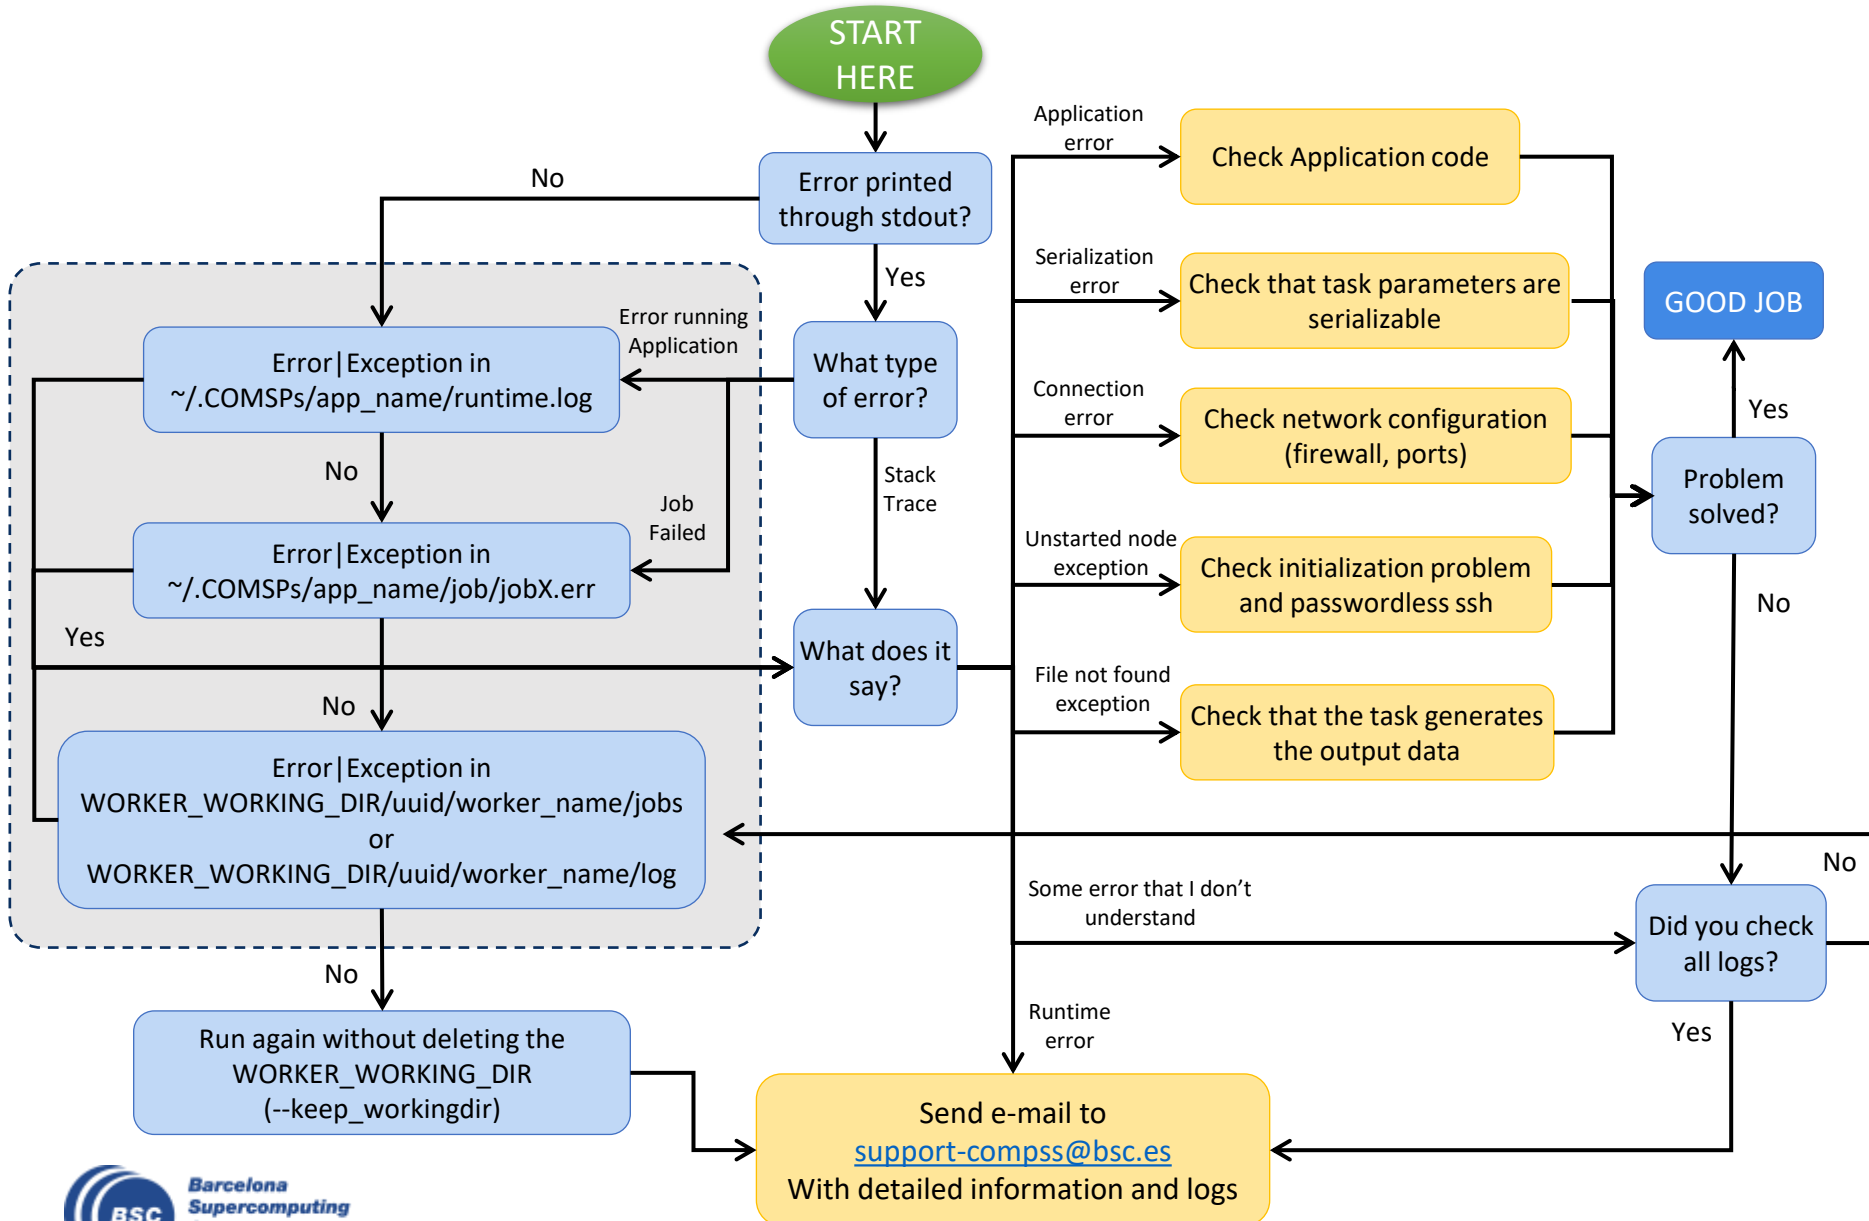 START
HERE
Error printed
through stdout?
No
Yes
Application
error
Check Application code
Serialization
error
Check that task parameters are
serializable
GOOD JOB
Error running
Application
Error|Exception in
~/.COMSPs/app_name/runtime.log
What type
of error?
Connection
error
Check network configuration
(firewall, ports)
Yes
No
Stack
Trace
Problem
solved?
Job
Failed
Error|Exception in
~/.COMSPs/app_name/job/jobX.err
Unstarted node
exception
Check initialization problem
and passwordless ssh
No
Yes
What does it
say?
File not found
exception
Check that the task generates
the output data
No
Error|Exception in
WORKER_WORKING_DIR/uuid/worker_name/jobs
or
WORKER_WORKING_DIR/uuid/worker_name/log
No
Some error that I don't
understand
Did you check
all logs?
No
Run again without deleting the
WORKER_WORKING_DIR
(--keep_workingdir)
Runtime
error
Yes
Send e-mail to
support-compss@bsc.es
With detailed information and logs
BSC
Barcelona
Supercomputing